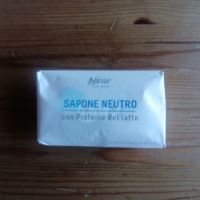 Near
SAPONE NEUTRO
con Proteine del latte